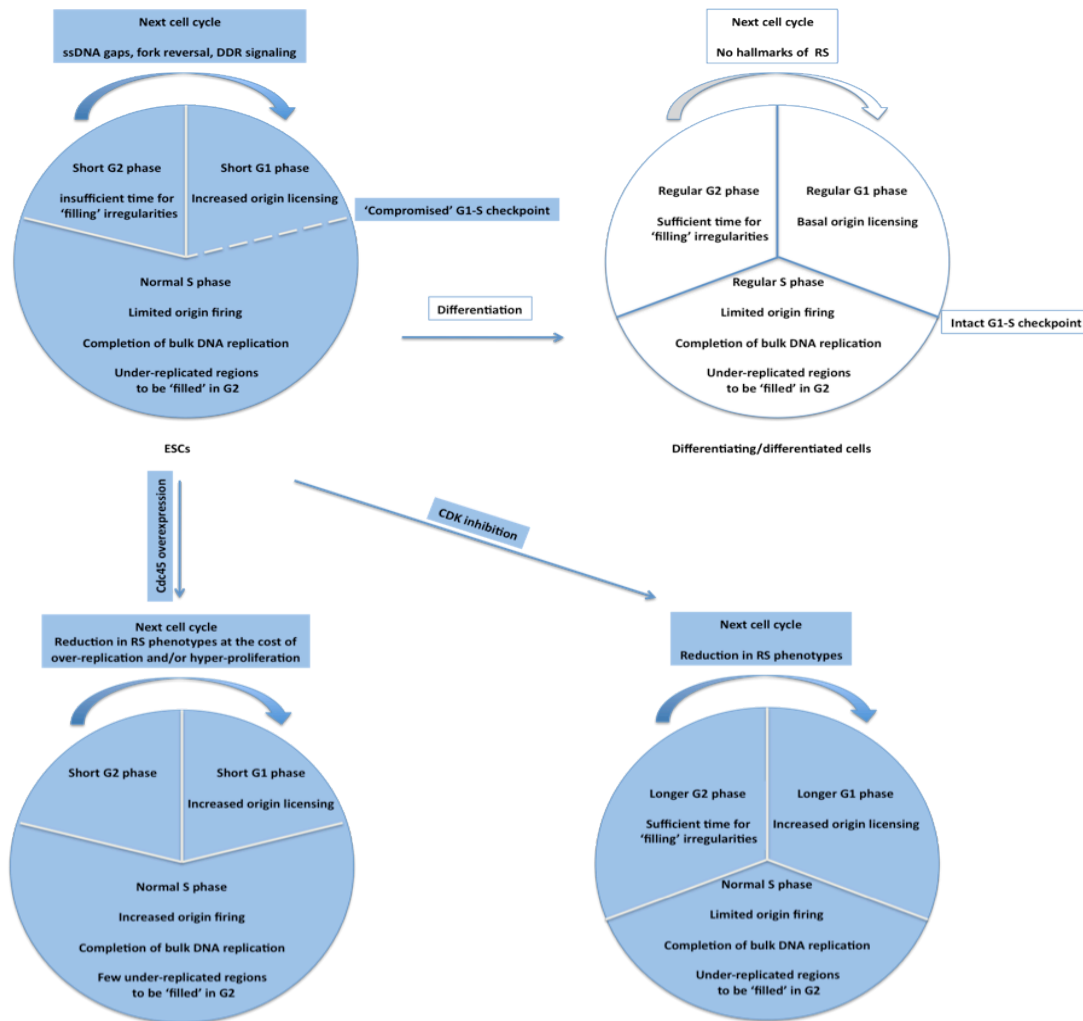 Next cell cycle
ssDNA gaps, fork reversal, DDR signaling
Short G2 phase
insufficient time for
‘filling’ irregularities
Short G1 phase
Increased origin licensing
‘Compromised’ G1-S checkpoint
Normal S phase
Limited origin firing
Completion of bulk DNA replication
Under-replicated regions
to be ‘filled’ in G2
ESCs
Differentiation
Next cell cycle
No hallmarks of RS
Regular G2 phase
Sufficient time for
‘filling’ irregularities
Regular G1 phase
Basal origin licensing
Regular S phase
Limited origin firing
Completion of bulk DNA replication
Under-replicated regions
to be ‘filled’ in G2
Intact G1-S checkpoint
Differentiating/differentiated cells
Cdc45 overexpression
CDK inhibition
Next cell cycle
Reduction in RS phenotypes at the cost of
over-replication and/or hyper-proliferation
Short G2 phase
Short G1 phase
Increased origin licensing
Normal S phase
Increased origin firing
Completion of bulk DNA replication
Few under-replicated regions
to be ‘filled’ in G2
Next cell cycle
Reduction in RS phenotypes
Longer G2 phase
Sufficient time for
‘filling’ irregularities
Longer G1 phase
Increased origin licensing
Normal S phase
Limited origin firing
Completion of bulk DNA replication
Under-replicated regions
to be ‘filled’ in G2